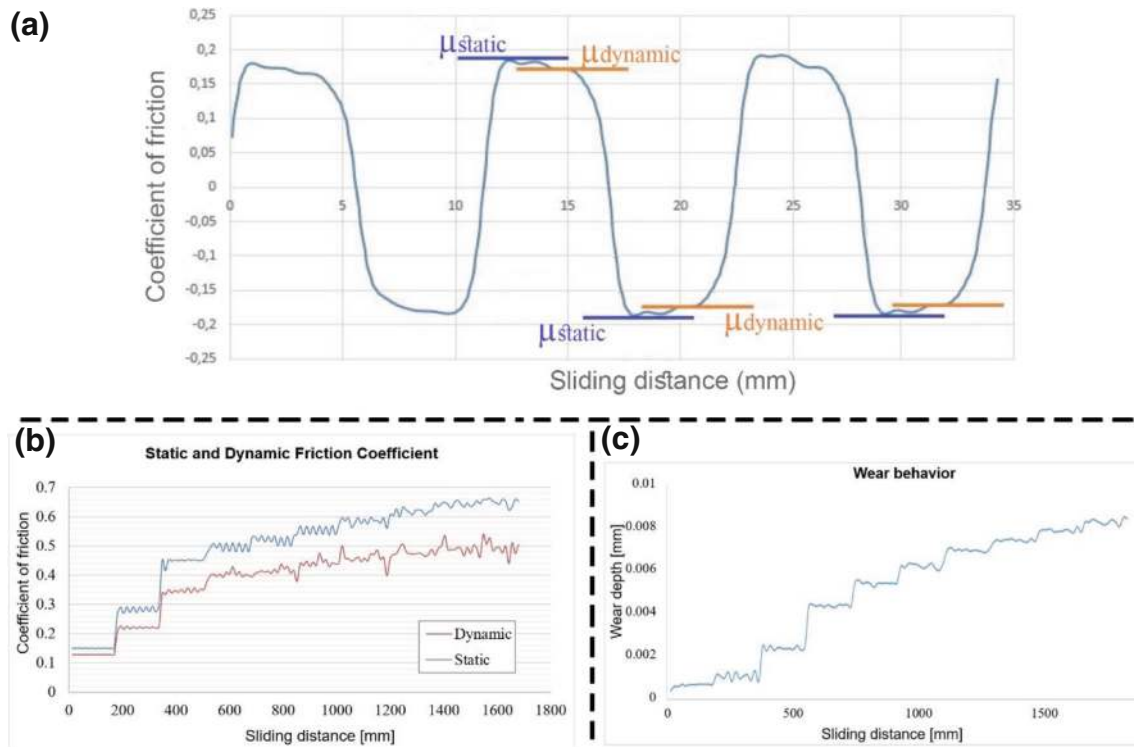 (a)
0,25
0,2
0,15
0,1
0,05
0
-0,05
-0,1
-0,15
-0,2
-0,25
Coefficient of friction
0 5 10 15 20 25 30 35
μstatic
μdynamic
μstatic
μdynamic
Sliding distance (mm)
(b)
Static and Dynamic Friction Coefficient
0.7
0.6
0.5
0.4
0.3
0.2
0.1
0
Coefficient of friction
Dynamic
Static
0 200 400 600 800 1000 1200 1400 1600 1800
Sliding distance [mm]
(c)
Wear behavior
0.01
0.008
0.006
0.004
0.002
0
Wear depth [mm]
0 500 1000 1500
Sliding distance [mm]